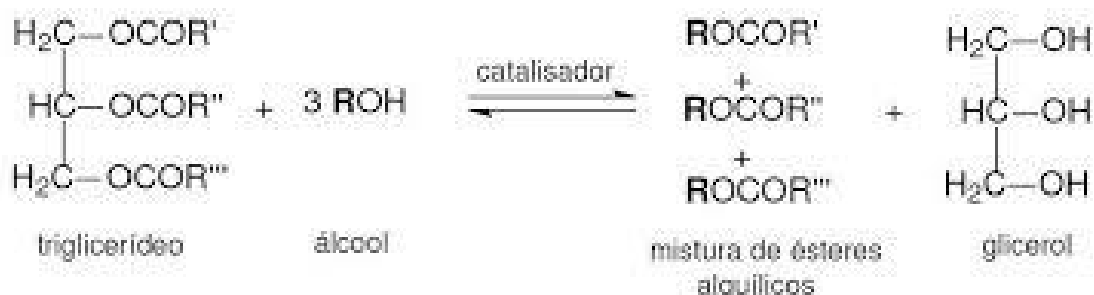 H₂C—OCOR' ROCOR' H₂C—OH
catalisador
+
HC—OCOR'' + 3 ROH ROCOR'' + HC—OH
+
H₂C—OCOR''' ROCOR''' H₂C—OH
triglicerídeo álcool mistura de ésteres glicerol
alquílicos